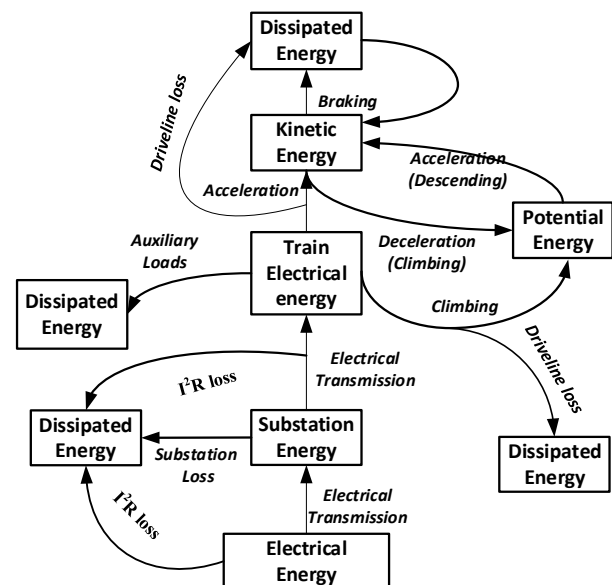 Dissipated
Energy
Driveline loss
Braking
Kinetic
Energy
Acceleration
(Descending)
Acceleration
Potential
Energy
Auxiliary
Loads
Train
Electrical
energy
Deceleration
(Climbing)
Dissipated
Energy
Climbing
Driveline loss
I²R loss
Electrical
Transmission
Dissipated
Energy
Substation
Loss
Substation
Energy
Dissipated
Energy
I²R loss
Electrical
Transmission
Electrical
Energy